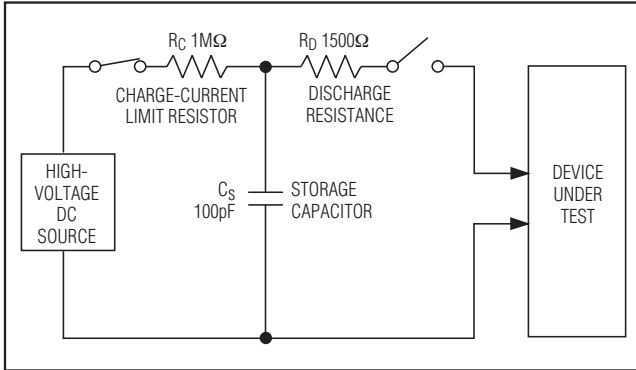 R_C 1MΩ
CHARGE-CURRENT
LIMIT RESISTOR
R_D 1500Ω
DISCHARGE
RESISTANCE
HIGH-
VOLTAGE
DC
SOURCE
C_S
100pF
STORAGE
CAPACITOR
DEVICE
UNDER
TEST